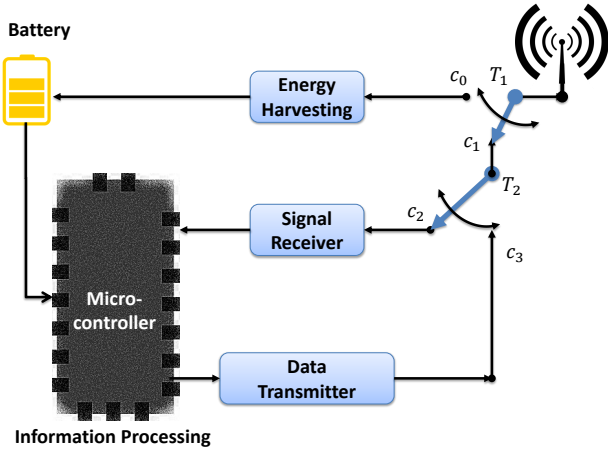 Battery
Energy
Harvesting
c₀
T₁
c₁
T₂
Signal
Receiver
c₂
c₃
Micro-
controller
Data
Transmitter
Information Processing